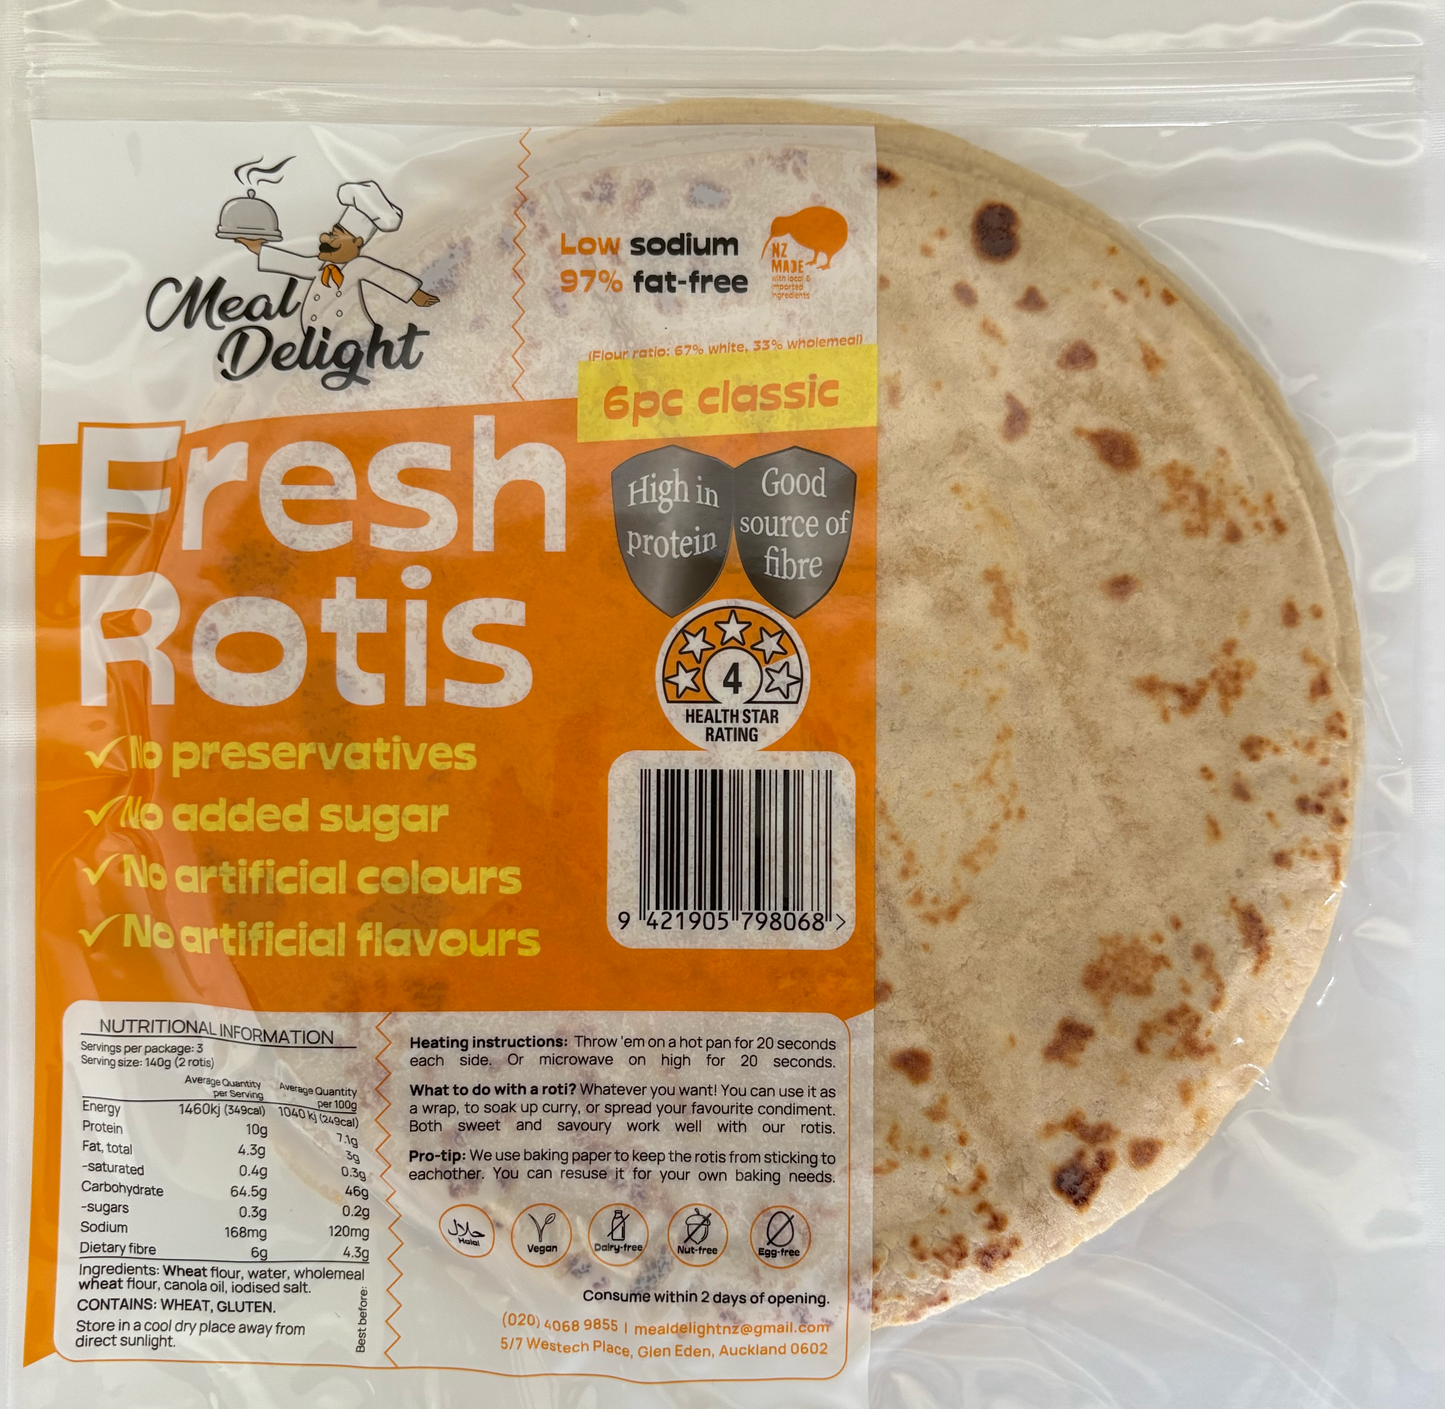 Meal
Delight
Low sodium
97% fat-free
NZ
MADE
with local &
imported
ingredients
(Flour ratio: 67% white, 33% wholemeal)
6pc classic
Fresh
Rotis
High in
protein
Good
source of
fibre
4
HEALTH STAR
RATING
✓No preservatives
✓No added sugar
✓No artificial colours
✓No artificial flavours
9 421905 798068 >
NUTRITIONAL INFORMATION
Servings per package: 3
Serving size: 140g (2 rotis)
Average Quantity per Serving Average Quantity per 100g
Energy 1460kj (349cal) 1040 kj (249cal)
Protein 10g 7.1g
Fat, total 4.3g 3g
-saturated 0.4g 0.3g
Carbohydrate 64.5g 46g
-sugars 0.3g 0.2g
Sodium 168mg 120mg
Dietary fibre 6g 4.3g
Ingredients: Wheat flour, water, wholemeal
wheat flour, canola oil, iodised salt.
CONTAINS: WHEAT, GLUTEN.
Store in a cool dry place away from
direct sunlight.
Best before:
Heating instructions: Throw 'em on a hot pan for 20 seconds
each side. Or microwave on high for 20 seconds.
What to do with a roti? Whatever you want! You can use it as
a wrap, to soak up curry, or spread your favourite condiment.
Both sweet and savoury work well with our rotis.
Pro-tip: We use baking paper to keep the rotis from sticking to
eachother. You can resuse it for your own baking needs.
حلال
Halal
Vegan
Dairy-free
Nut-free
Egg-free
Consume within 2 days of opening.
(020) 4068 9855 | mealdelightnz@gmail.com
5/7 Westech Place, Glen Eden, Auckland 0602